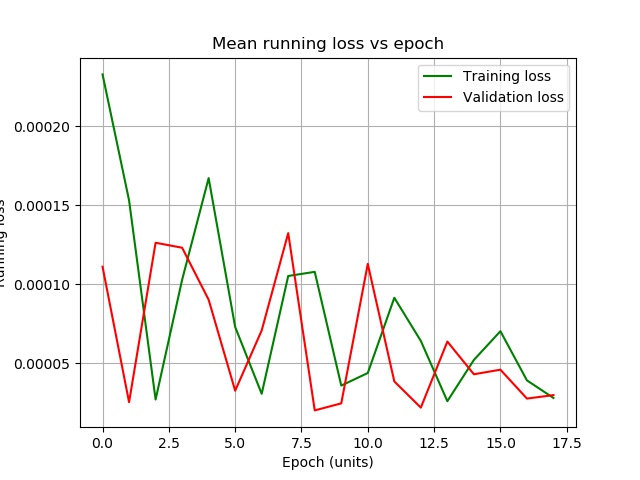 Mean running loss vs epoch
Training loss
Validation loss
0.00020
0.00015
0.00010
0.00005
Running loss
0.0 2.5 5.0 7.5 10.0 12.5 15.0 17.5
Epoch (units)